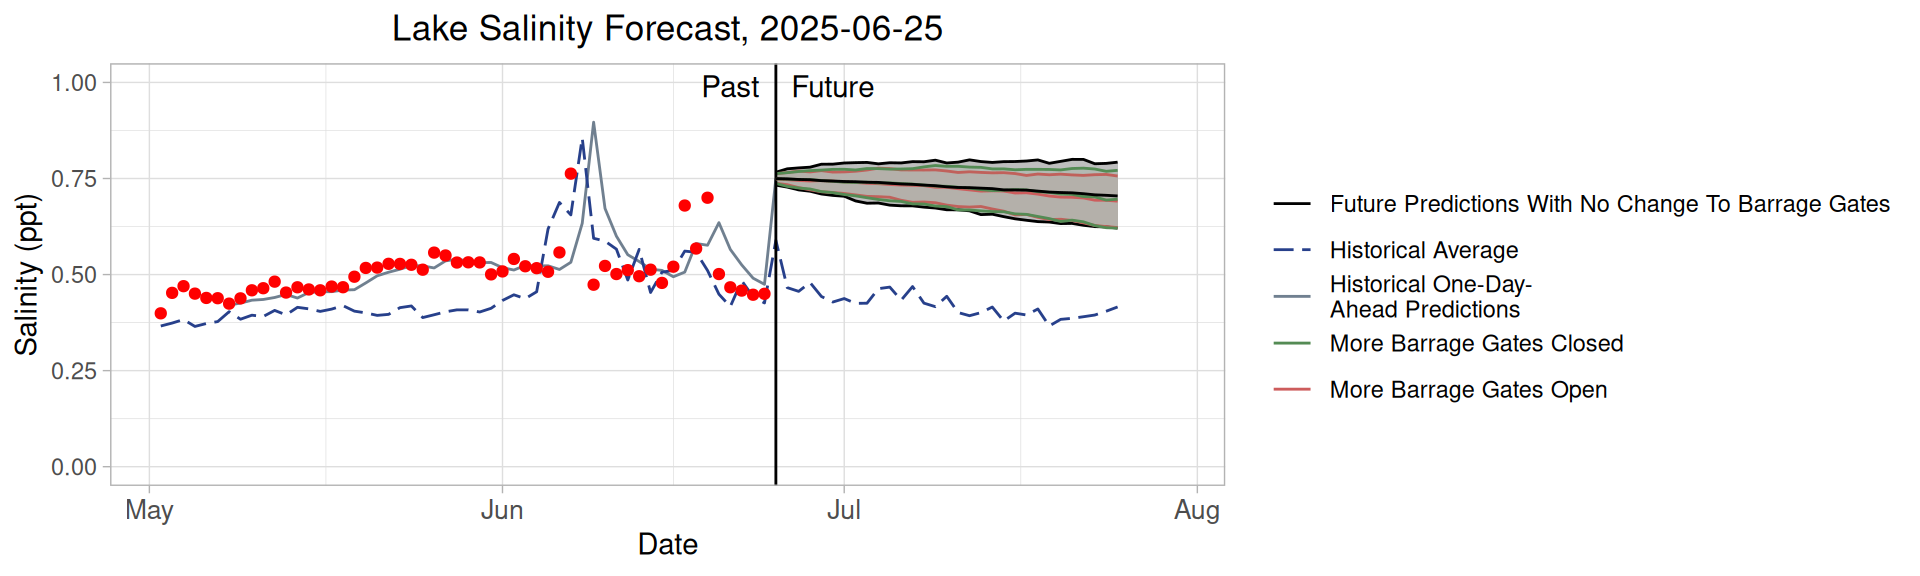 Lake Salinity Forecast, 2025-06-25
Past
Future
1.00
0.75
0.50
0.25
0.00
Salinity (ppt)
May
Jun
Jul
Aug
Date
Future Predictions With No Change To Barrage Gates
Historical Average
Historical One-Day-
Ahead Predictions
More Barrage Gates Closed
More Barrage Gates Open